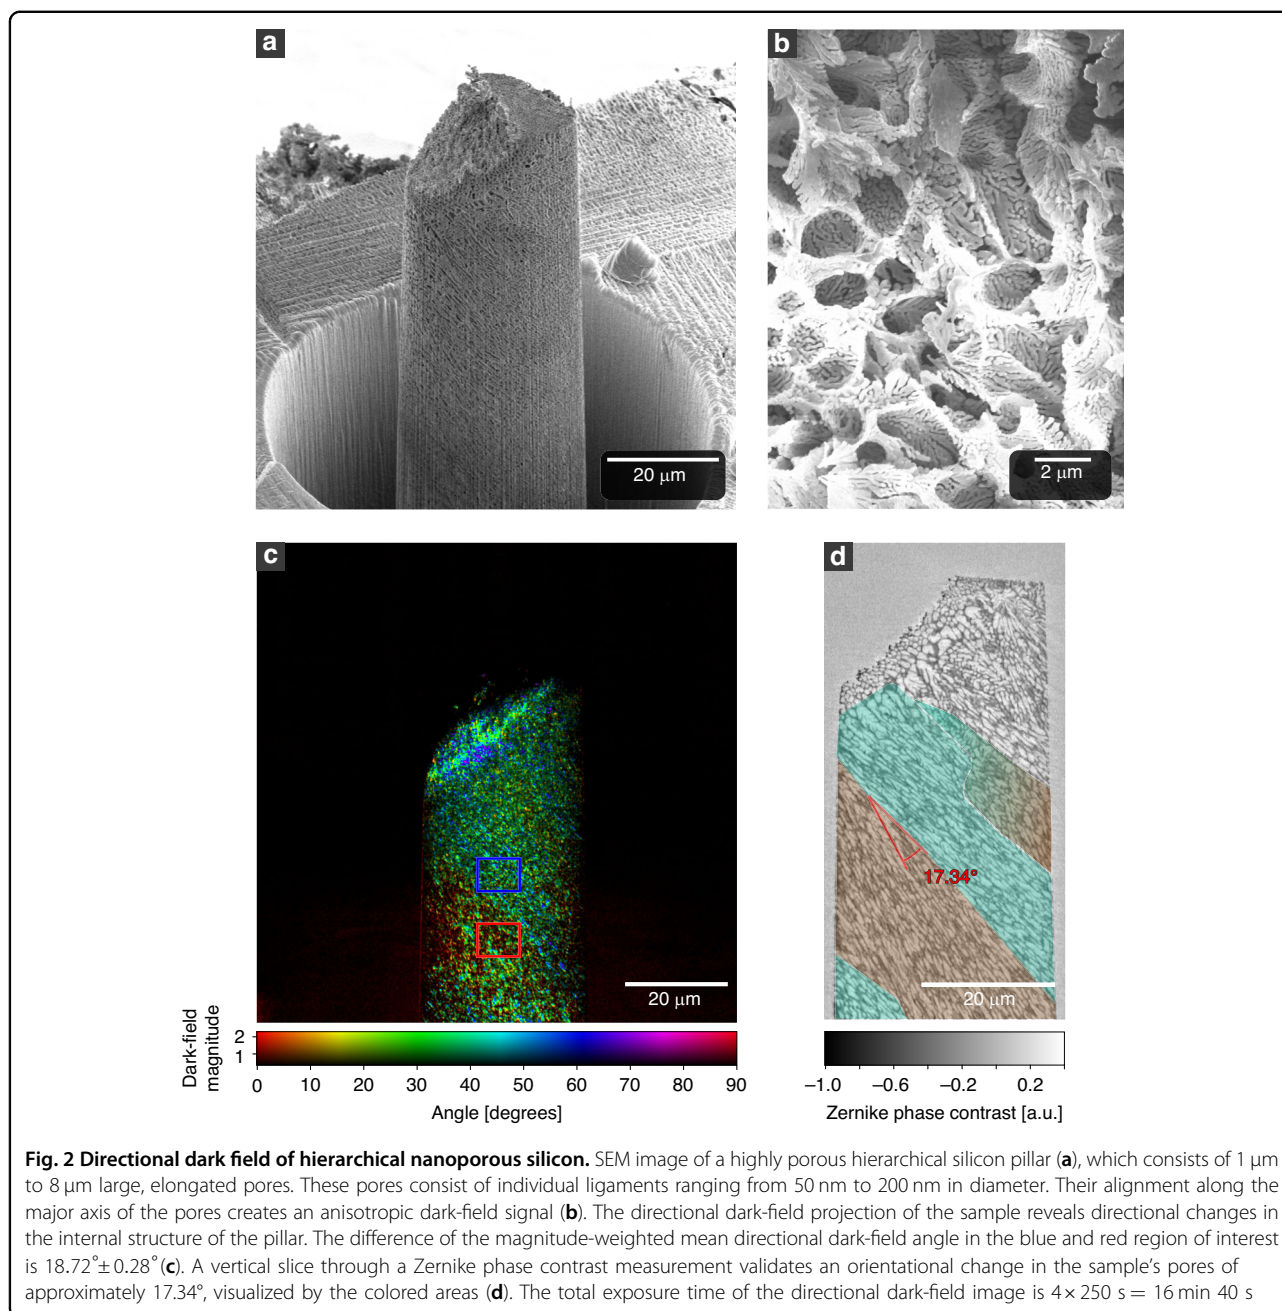 a
b
20 μm
2 μm
c
d
17.34°
20 μm
20 μm
Dark-field
magnitude
2
1
0 10 20 30 40 50 60 70 80 90
Angle [degrees]
−1.0 −0.6 −0.2 0.2
Zernike phase contrast [a.u.]
Fig. 2 Directional dark field of hierarchical nanoporous silicon. SEM image of a highly porous hierarchical silicon pillar (a), which consists of 1 μm
to 8 μm large, elongated pores. These pores consist of individual ligaments ranging from 50 nm to 200 nm in diameter. Their alignment along the
major axis of the pores creates an anisotropic dark-field signal (b). The directional dark-field projection of the sample reveals directional changes in
the internal structure of the pillar. The difference of the magnitude-weighted mean directional dark-field angle in the blue and red region of interest
is 18.72°± 0.28° (c). A vertical slice through a Zernike phase contrast measurement validates an orientational change in the sample's pores of
approximately 17.34°, visualized by the colored areas (d). The total exposure time of the directional dark-field image is 4 × 250 s = 16 min 40 s